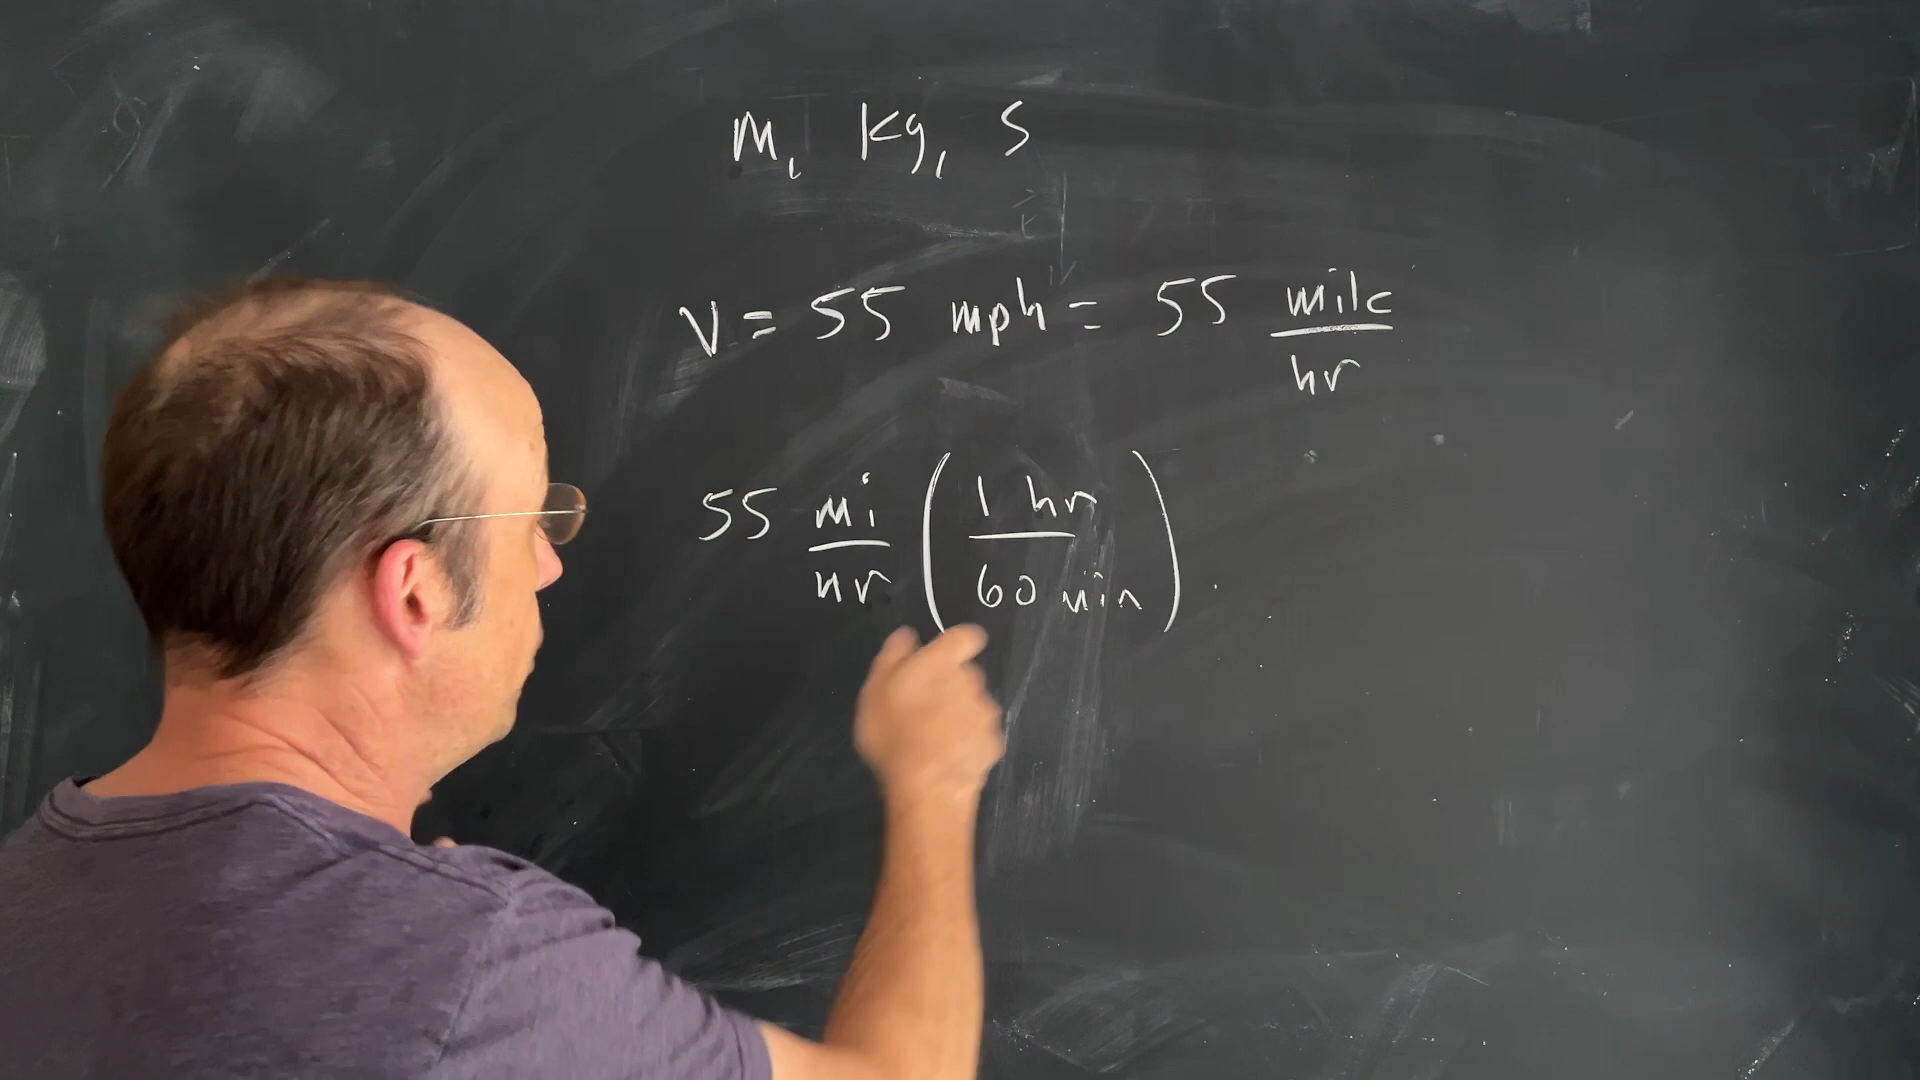 m, kg, s
v = 55 mph = 55 mile/hr
55 mi/hr (1 hr/60 min)